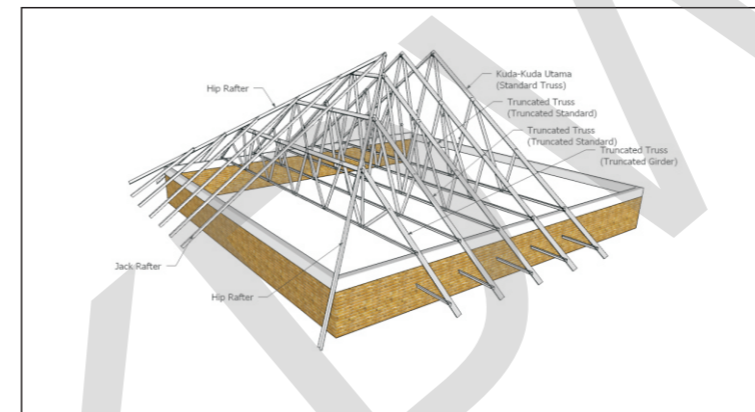 Hip Rafter
Kuda-Kuda Utama
(Standard Truss)
Truncated Truss
(Truncated Standard)
Truncated Truss
(Truncated Standard)
Truncated Truss
(Truncated Girder)
Jack Rafter
Hip Rafter